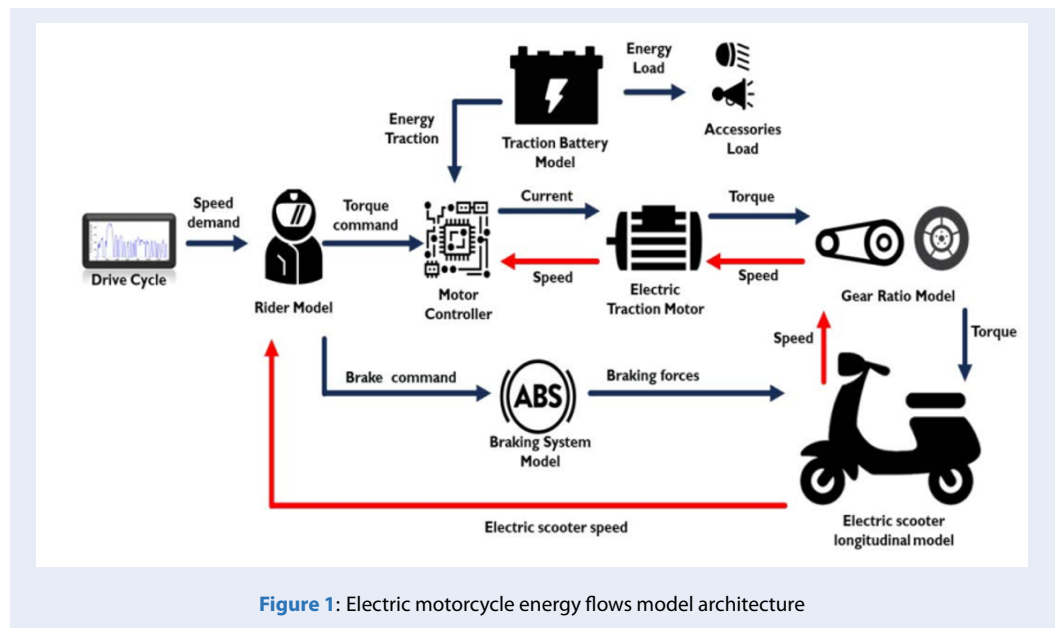 Energy
Load
Energy
Traction
Traction Battery
Model
Accessories
Load
Speed
demand
Torque
command
Current
Torque
Drive Cycle
Rider Model
Motor
Controller
Speed
Electric
Traction Motor
Speed
Gear Ratio Model
Speed
Torque
Brake command
ABS
Braking forces
Braking System
Model
Electric scooter speed
Electric scooter
longitudinal model
Figure 1: Electric motorcycle energy flows model architecture